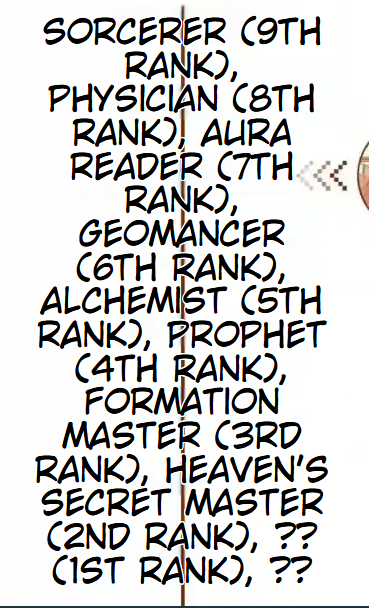 SORCERER (9TH
RANK),
PHYSICIAN (8TH
RANK), AURA
READER (7TH
RANK),
GEOMANCER
(6TH RANK),
ALCHEMIST (5TH
RANK), PROPHET
(4TH RANK),
FORMATION
MASTER (3RD
RANK), HEAVEN'S
SECRET MASTER
(2ND RANK), ??
(1ST RANK), ??